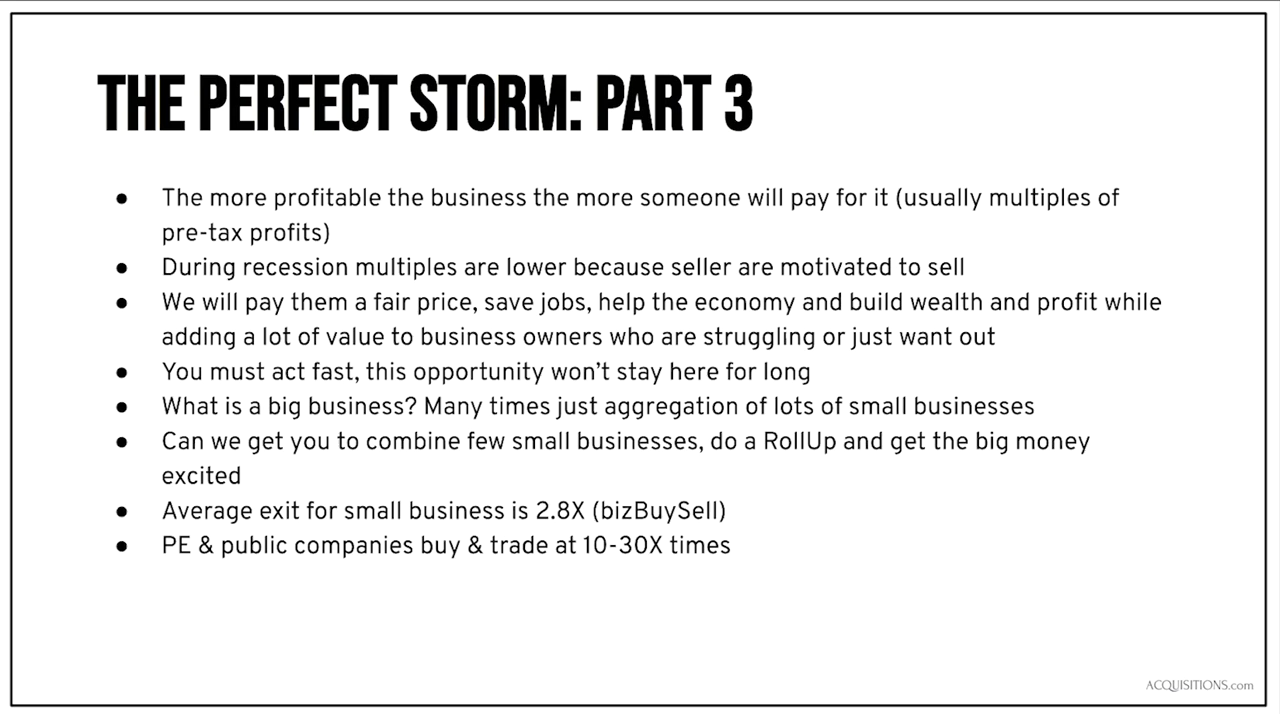 THE PERFECT STORM: PART 3
● The more profitable the business the more someone will pay for it (usually multiples of
pre-tax profits)
● During recession multiples are lower because seller are motivated to sell
● We will pay them a fair price, save jobs, help the economy and build wealth and profit while
adding a lot of value to business owners who are struggling or just want out
● You must act fast, this opportunity won't stay here for long
● What is a big business? Many times just aggregation of lots of small businesses
● Can we get you to combine few small businesses, do a RollUp and get the big money
excited
● Average exit for small business is 2.8X (bizBuySell)
● PE & public companies buy & trade at 10-30X times
ACQUISITIONS.com